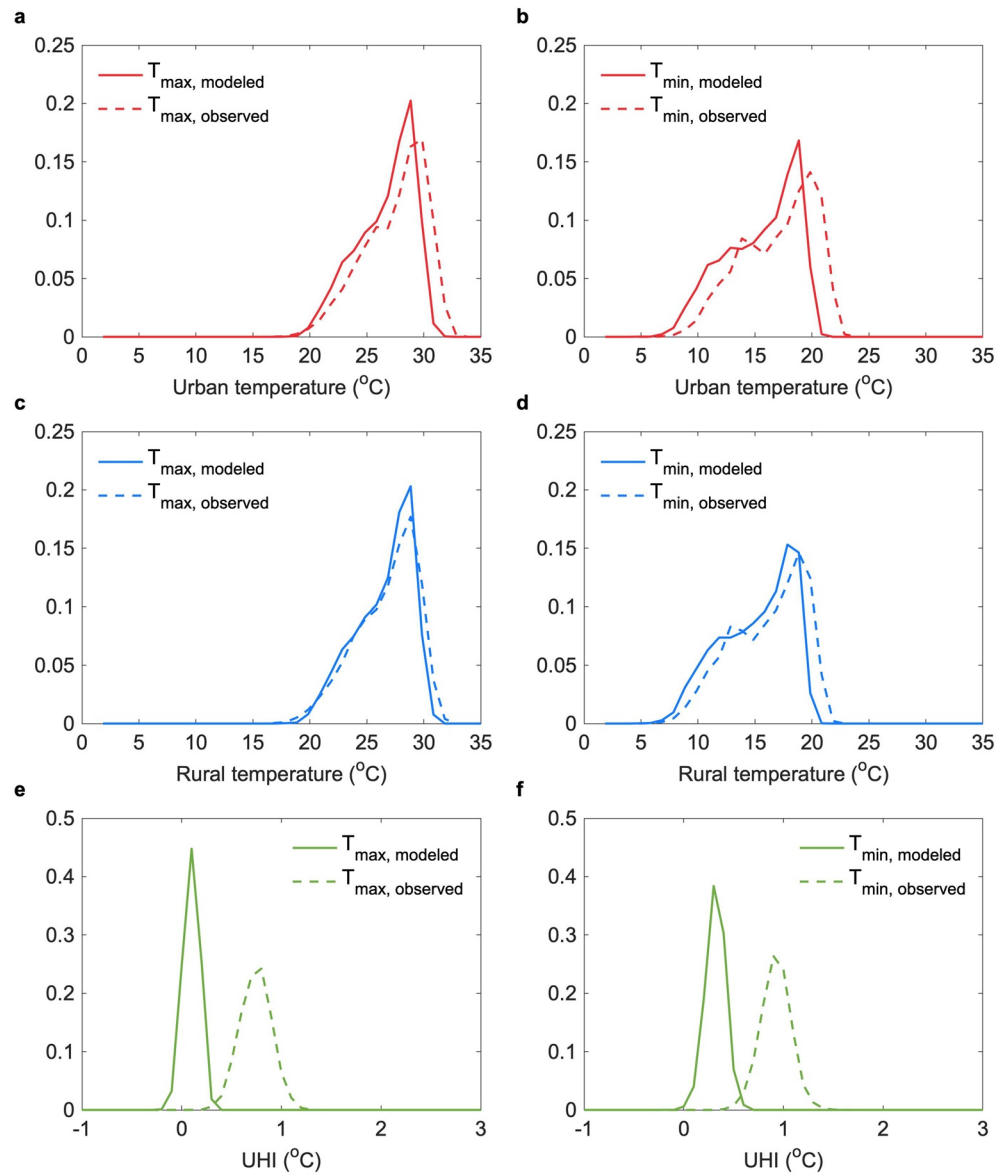 a
0.25
0.2
0.15
0.1
0.05
0
T max, modeled
T max, observed
0 5 10 15 20 25 30 35
Urban temperature (°C)
b
0.25
0.2
0.15
0.1
0.05
0
T min, modeled
T min, observed
0 5 10 15 20 25 30 35
Urban temperature (°C)
c
0.25
0.2
0.15
0.1
0.05
0
T max, modeled
T max, observed
0 5 10 15 20 25 30 35
Rural temperature (°C)
d
0.25
0.2
0.15
0.1
0.05
0
T min, modeled
T min, observed
0 5 10 15 20 25 30 35
Rural temperature (°C)
e
0.5
0.4
0.3
0.2
0.1
0
T max, modeled
T max, observed
-1 0 1 2 3
UHI (°C)
f
0.5
0.4
0.3
0.2
0.1
0
T min, modeled
T min, observed
-1 0 1 2 3
UHI (°C)